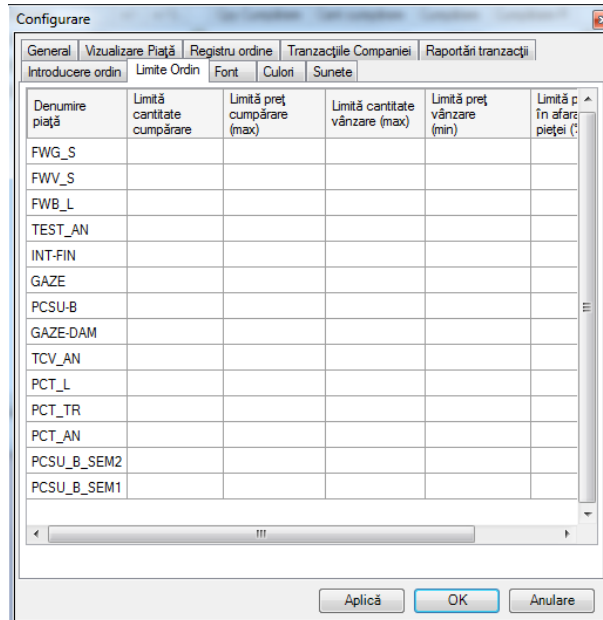 Configurare
General Vizualizare Piaţă Registru ordine Tranzacţiile Companiei Raportări tranzacţii
Introducere ordin Limite Ordin Font Culori Sunete
Denumire
piaţă
Limită
cantitate
cumpărare
Limită preţ
cumpărare
(max)
Limită cantitate
vânzare (max)
Limită preţ
vânzare
(min)
Limită p
în afara
pieţei
FWG_S
FWV_S
FWB_L
TEST_AN
INT-FIN
GAZE
PCSU-B
GAZE-DAM
TCV_AN
PCT_L
PCT_TR
PCT_AN
PCSU_B_SEM2
PCSU_B_SEM1
Aplică OK Anulare